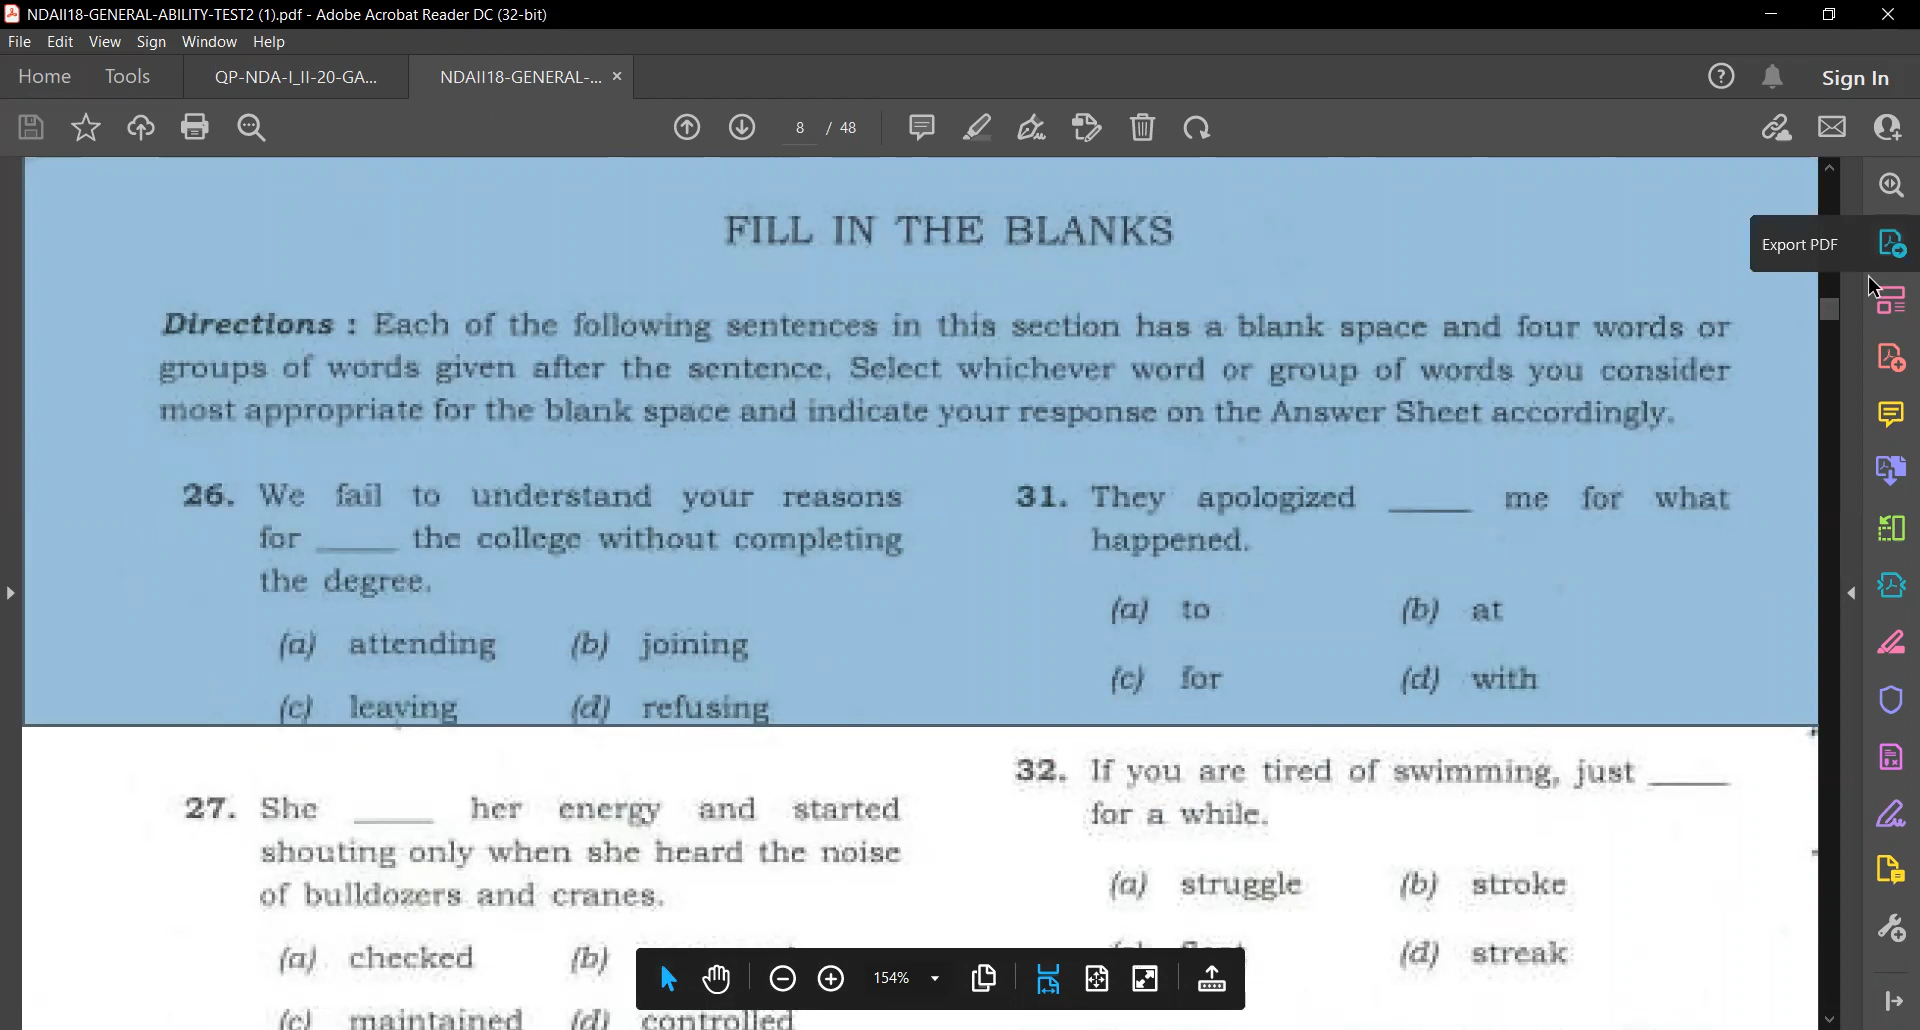 NDAII18-GENERAL-ABILITY-TEST2 (1).pdf - Adobe Acrobat Reader DC (32-bit)
File Edit View Sign Window Help
Home Tools QP-NDA-I_II-20-GA... NDAII18-GENERAL-... × Sign In
8 / 48
Export PDF
FILL IN THE BLANKS
Directions : Each of the following sentences in this section has a blank space and four words or
groups of words given after the sentence. Select whichever word or group of words you consider
most appropriate for the blank space and indicate your response on the Answer Sheet accordingly.
26. We fail to understand your reasons
for _____ the college without completing
the degree.
(a) attending (b) joining
(c) leaving (d) refusing
27. She _____ her energy and started
shouting only when she heard the noise
of bulldozers and cranes.
(a) checked (b)
(c) maintained (d) controlled
31. They apologized _____ me for what
happened.
(a) to (b) at
(c) for (d) with
32. If you are tired of swimming, just _____
for a while.
(a) struggle (b) stroke
(d) streak
154%